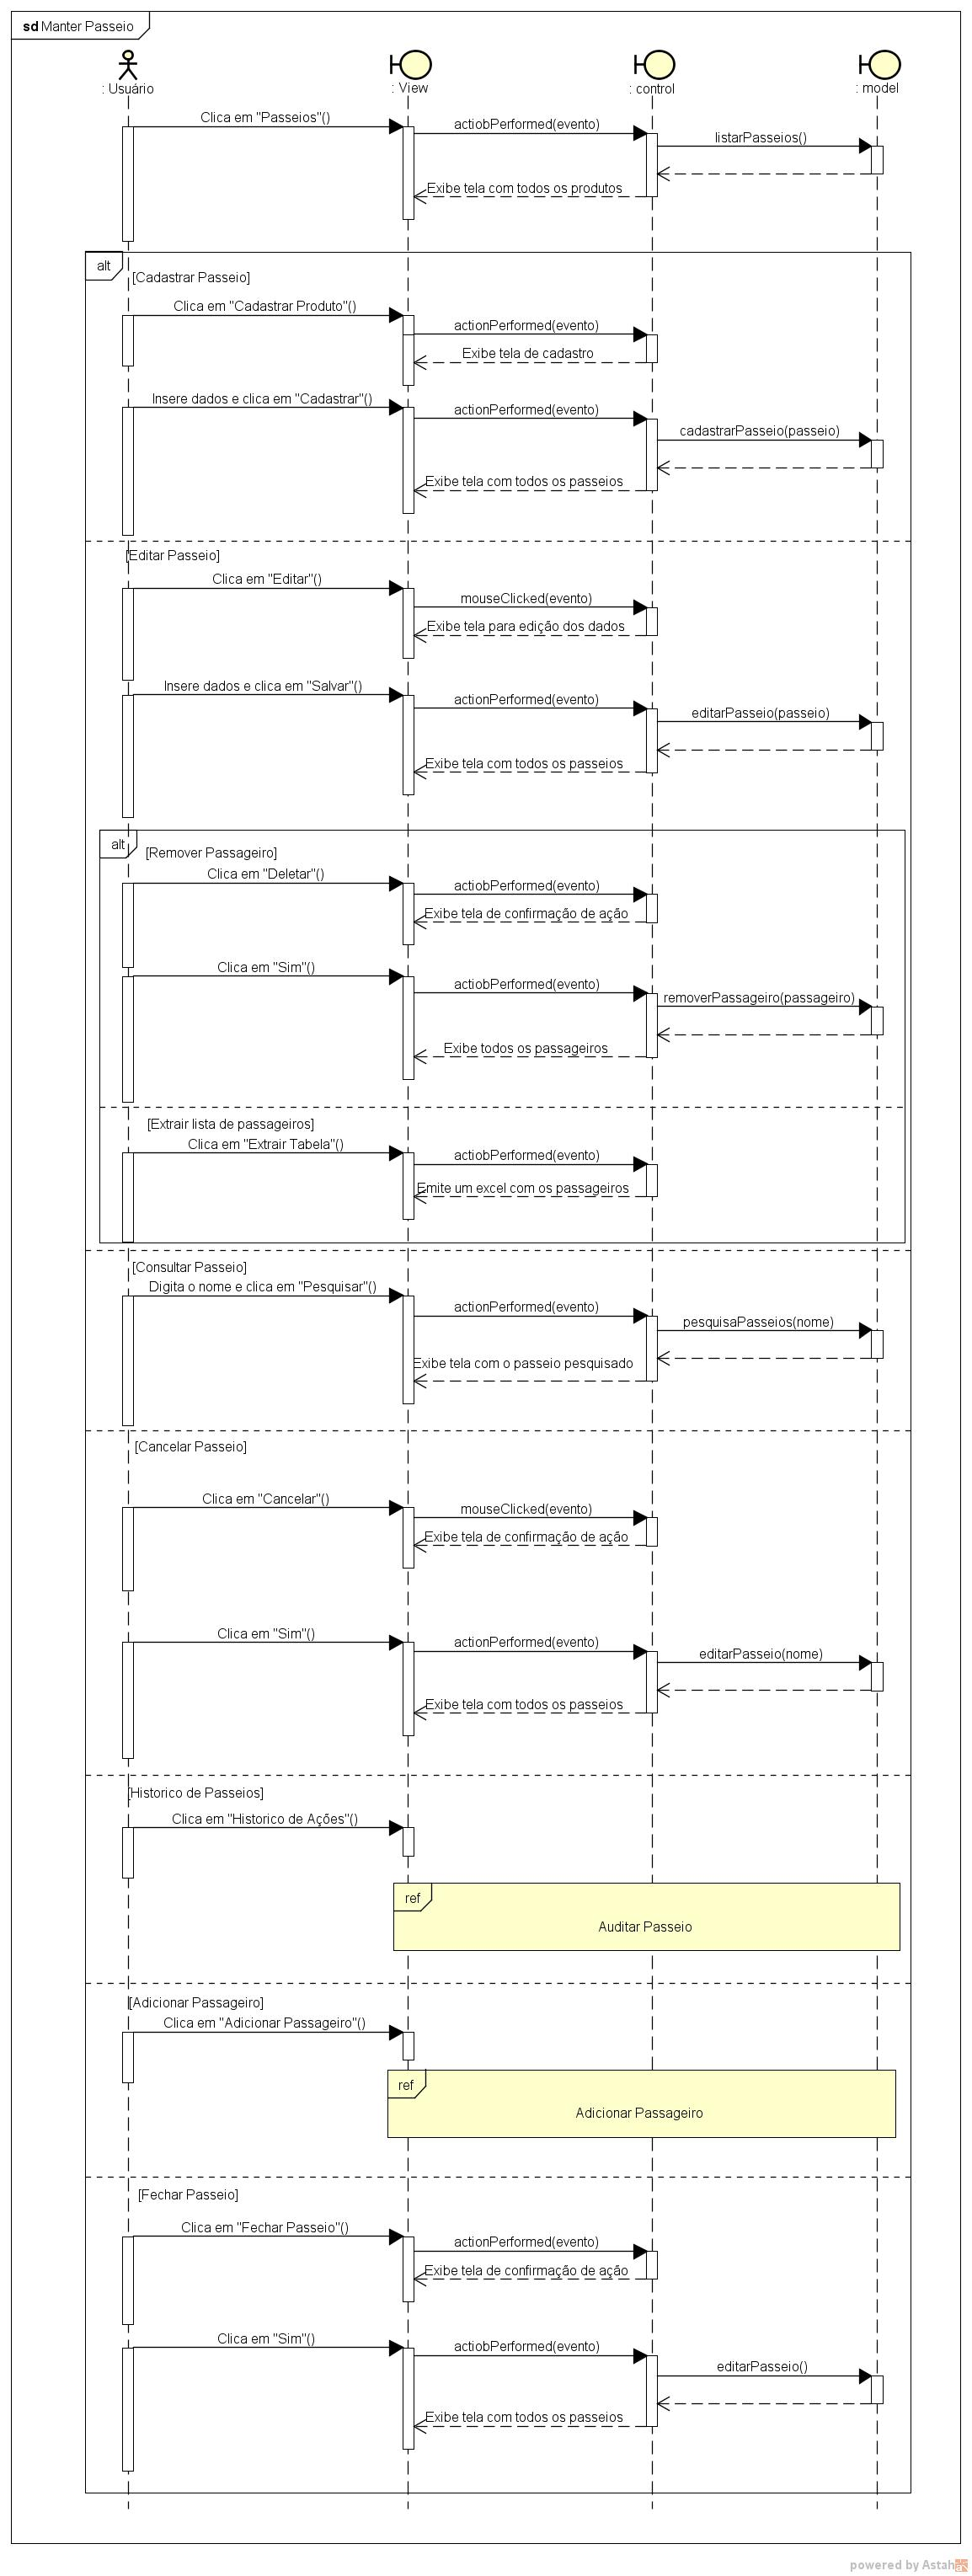 sd Manter Passeio
: Usuário
: View
: control
: model
Clica em "Passeios"()
actiobPerformed(evento)
listarPasseios()
Exibe tela com todos os produtos
alt
[Cadastrar Passeio]
Clica em "Cadastrar Produto"()
actionPerformed(evento)
Exibe tela de cadastro
Insere dados e clica em "Cadastrar"()
actionPerformed(evento)
cadastrarPasseio(passeio)
Exibe tela com todos os passeios
[Editar Passeio]
Clica em "Editar"()
mouseClicked(evento)
Exibe tela para edição dos dados
Insere dados e clica em "Salvar"()
actionPerformed(evento)
editarPasseio(passeio)
Exibe tela com todos os passeios
alt
[Remover Passageiro]
Clica em "Deletar"()
actiobPerformed(evento)
Exibe tela de confirmação de ação
Clica em "Sim"()
actiobPerformed(evento)
removerPassageiro(passageiro)
Exibe todos os passageiros
[Extrair lista de passageiros]
Clica em "Extrair Tabela"()
actiobPerformed(evento)
Emite um excel com os passageiros
[Consultar Passeio]
Digita o nome e clica em "Pesquisar"()
actionPerformed(evento)
pesquisaPasseios(nome)
Exibe tela com o passeio pesquisado
[Cancelar Passeio]
Clica em "Cancelar"()
mouseClicked(evento)
Exibe tela de confirmação de ação
Clica em "Sim"()
actionPerformed(evento)
editarPasseio(nome)
Exibe tela com todos os passeios
[Historico de Passeios]
Clica em "Historico de Ações"()
ref
Auditar Passeio
[Adicionar Passageiro]
Clica em "Adicionar Passageiro"()
ref
Adicionar Passageiro
[Fechar Passeio]
Clica em "Fechar Passeio"()
actionPerformed(evento)
Exibe tela de confirmação de ação
Clica em "Sim"()
actiobPerformed(evento)
editarPasseio()
Exibe tela com todos os passeios
powered by Astah